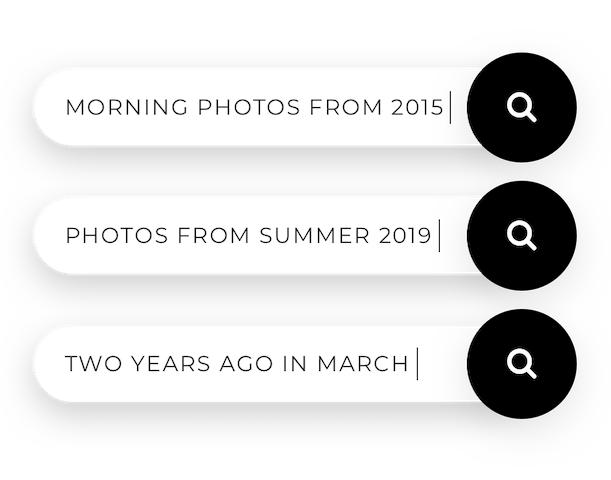 MORNING PHOTOS FROM 2015
PHOTOS FROM SUMMER 2019
TWO YEARS AGO IN MARCH